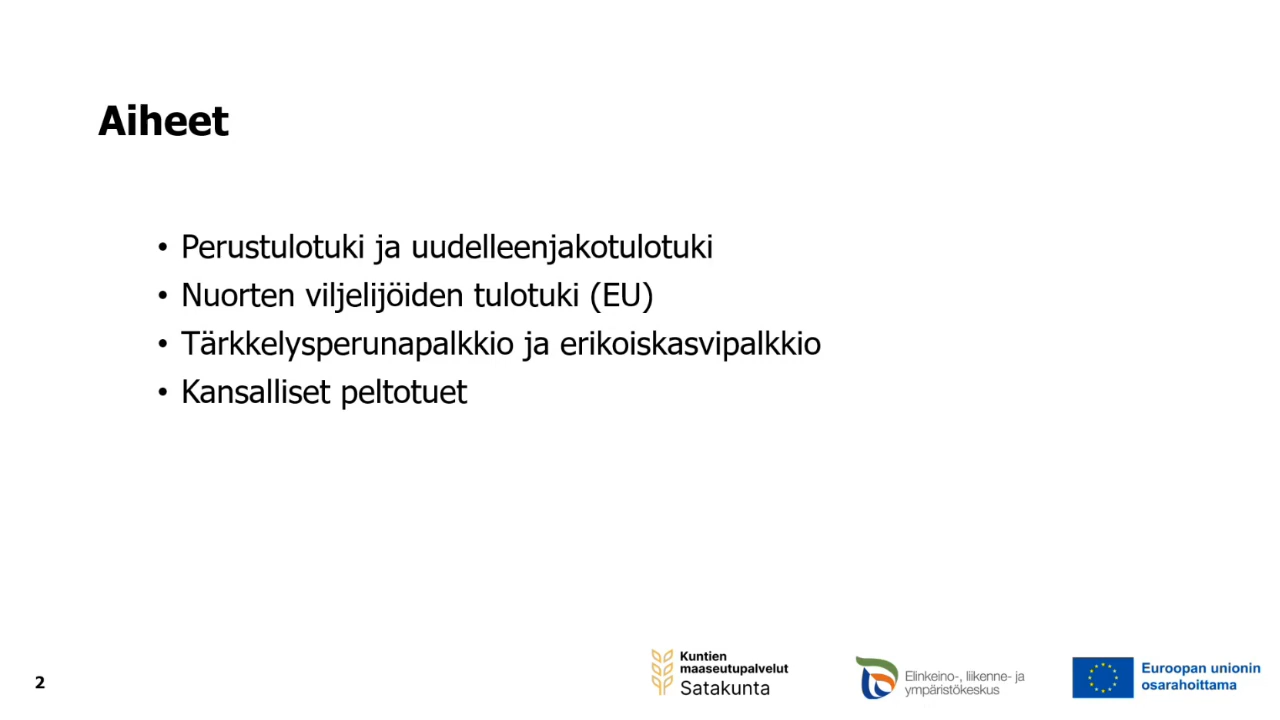 Aiheet
• Perustulotuki ja uudelleenjakotulotuki
• Nuorten viljelijöiden tulotuki (EU)
• Tärkkelysperunapalkkio ja erikoiskasvipalkkio
• Kansalliset peltotuet
2
Kuntien
maaseutupalvelut
Satakunta
Elinkeino-, liikenne- ja
ympäristökeskus
Euroopan unionin
osarahoittama